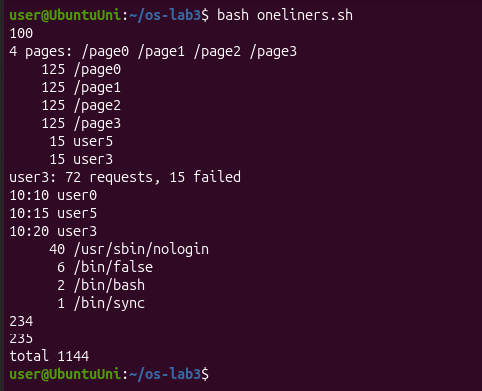 user@UbuntuUni:~/os-lab3$ bash oneliners.sh
100
4 pages: /page0 /page1 /page2 /page3
    125 /page0
    125 /page1
    125 /page2
    125 /page3
     15 user5
     15 user3
user3: 72 requests, 15 failed
10:10 user0
10:15 user5
10:20 user3
     40 /usr/sbin/nologin
      6 /bin/false
      2 /bin/bash
      1 /bin/sync
234
235
total 1144
user@UbuntuUni:~/os-lab3$